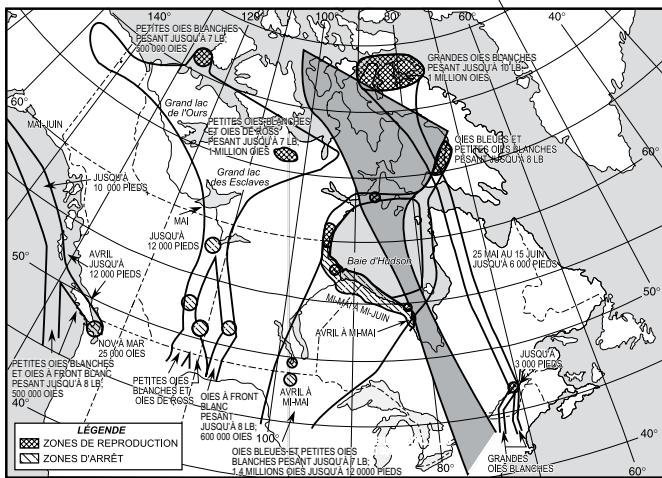 140°
120°
100°
80°
60°
40°
PETITES OIES BLANCHES
PESANT JUSQU'À 7 LB;
500 000 OIES
GRANDES OIES BLANCHES
PESANT JUSQU'À 10 LB
1 MILLION OIES
Grand lac
de l'Ours
60°
MAI-JUIN
PETITES OIES BLANCHES
ET OIES DE ROSS
PESANT JUSQU'À 7 LB;
1 MILLION OIES
OIES BLEUES ET
PETITES OIES BLANCHES
PESANT JUSQU'À 8 LB
60°
Grand lac
des Esclaves
JUSQU'À
10 000 PIEDS
MAI
JUSQU'À
12 000 PIEDS
50°
AVRIL
JUSQU'À
12 000 PIEDS
Baie d'Hudson
25 MAI AU 15 JUIN
JUSQU'À 6 000 PIEDS
MI-MAI À MI-JUIN
AVRIL À MI-MAI
50°
NOV À MAR
25 000 OIES
JUSQU'À
3 000 PIEDS
PETITES OIES BLANCHES
ET OIES À FRONT BLANC
PESANT JUSQU'À 8 LB;
500 000 OIES
40°
PETITES OIES
BLANCHES ET
OIES DE ROSS
OIES À FRONT
BLANC
PESANT
JUSQU'À 8 LB;
600 000 OIES
AVRIL À
MI-MAI
100°
LÉGENDE
ZONES DE REPRODUCTION
ZONES D'ARRÊT
OIES BLEUES ET PETITES OIES
BLANCHES PESANT JUSQU'À 7 LB;
1,4 MILLIONS OIES JUSQU'À 12 0000 PIEDS
80°
GRANDES
OIES BLANCHES
40°
60°